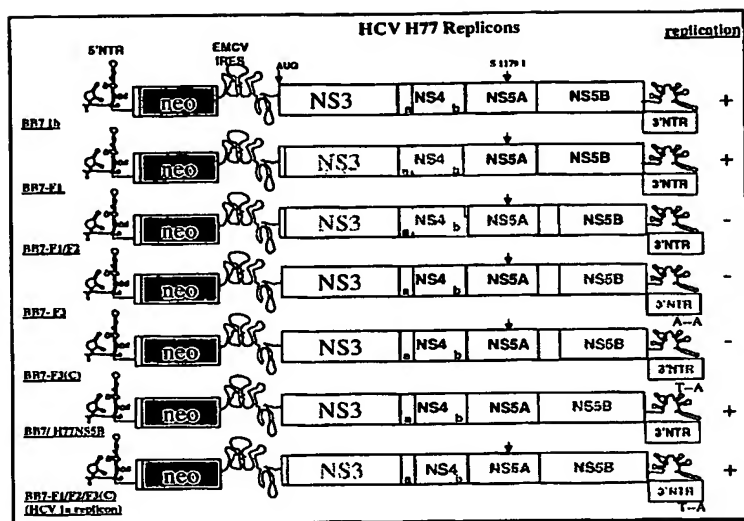 HCV H77 Replicons
replication
5'NTR
EMCV
IRES
AUG
S 1179 I
neo NS3 a NS4 b NS5A NS5B 3'NTR +
BB7 1b
neo NS3 NS4 b NS5A NS5B 3'NTR +
BB7-F1
neo NS3 NS4 b NS5A NS5B 3'NTR -
BB7-F1/F2
neo NS3 a NS4 b NS5A NS5B 3'NTR -
A--A
BB7- F3
neo NS3 a NS4 b NS5A NS5B 3'NTR -
T--A
BB7-F3(C)
neo NS3 a NS4 b NS5A NS5B 3'NTR +
BB7/ H77NS5B
neo NS3 NS4 b NS5A NS5B 3'NTR +
T--A
BB7-F1/F2/F3(C)
(HCV 1a replicon)